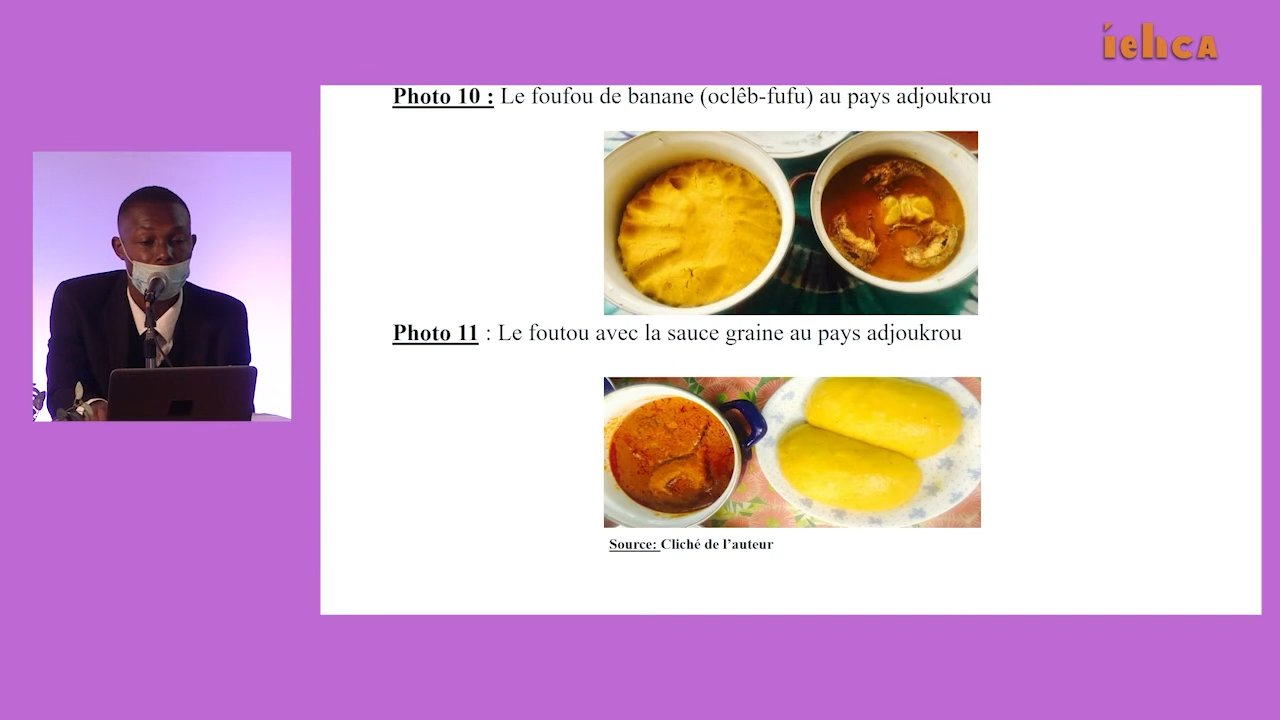 iehca
Photo 10 : Le foufou de banane (oclêb-fufu) au pays adjoukrou
Photo 11 : Le foutou avec la sauce graine au pays adjoukrou
Source: Cliché de l’auteur